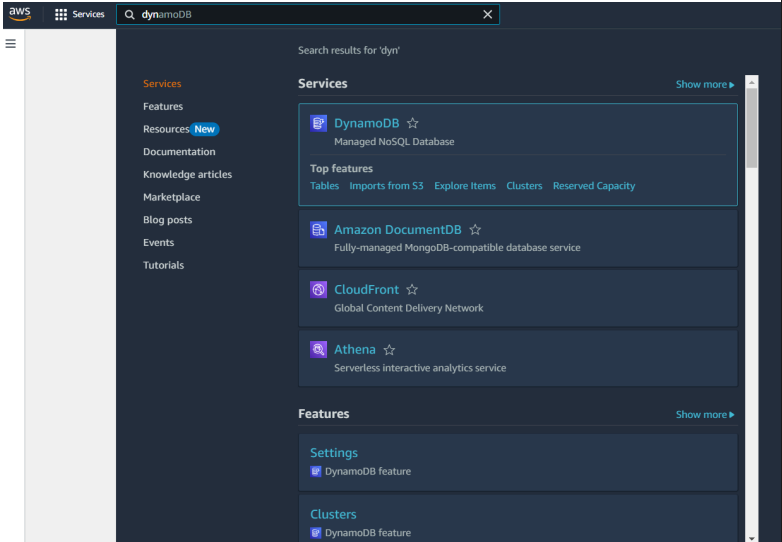 aws
Services
dynamoDB
Search results for 'dyn'
Services
Features
Resources New
Documentation
Knowledge articles
Marketplace
Blog posts
Events
Tutorials
Services
Show more
DynamoDB
Managed NoSQL Database
Top features
Tables Imports from S3 Explore Items Clusters Reserved Capacity
Amazon DocumentDB
Fully-managed MongoDB-compatible database service
CloudFront
Global Content Delivery Network
Athena
Serverless interactive analytics service
Features
Show more
Settings
DynamoDB feature
Clusters
DynamoDB feature